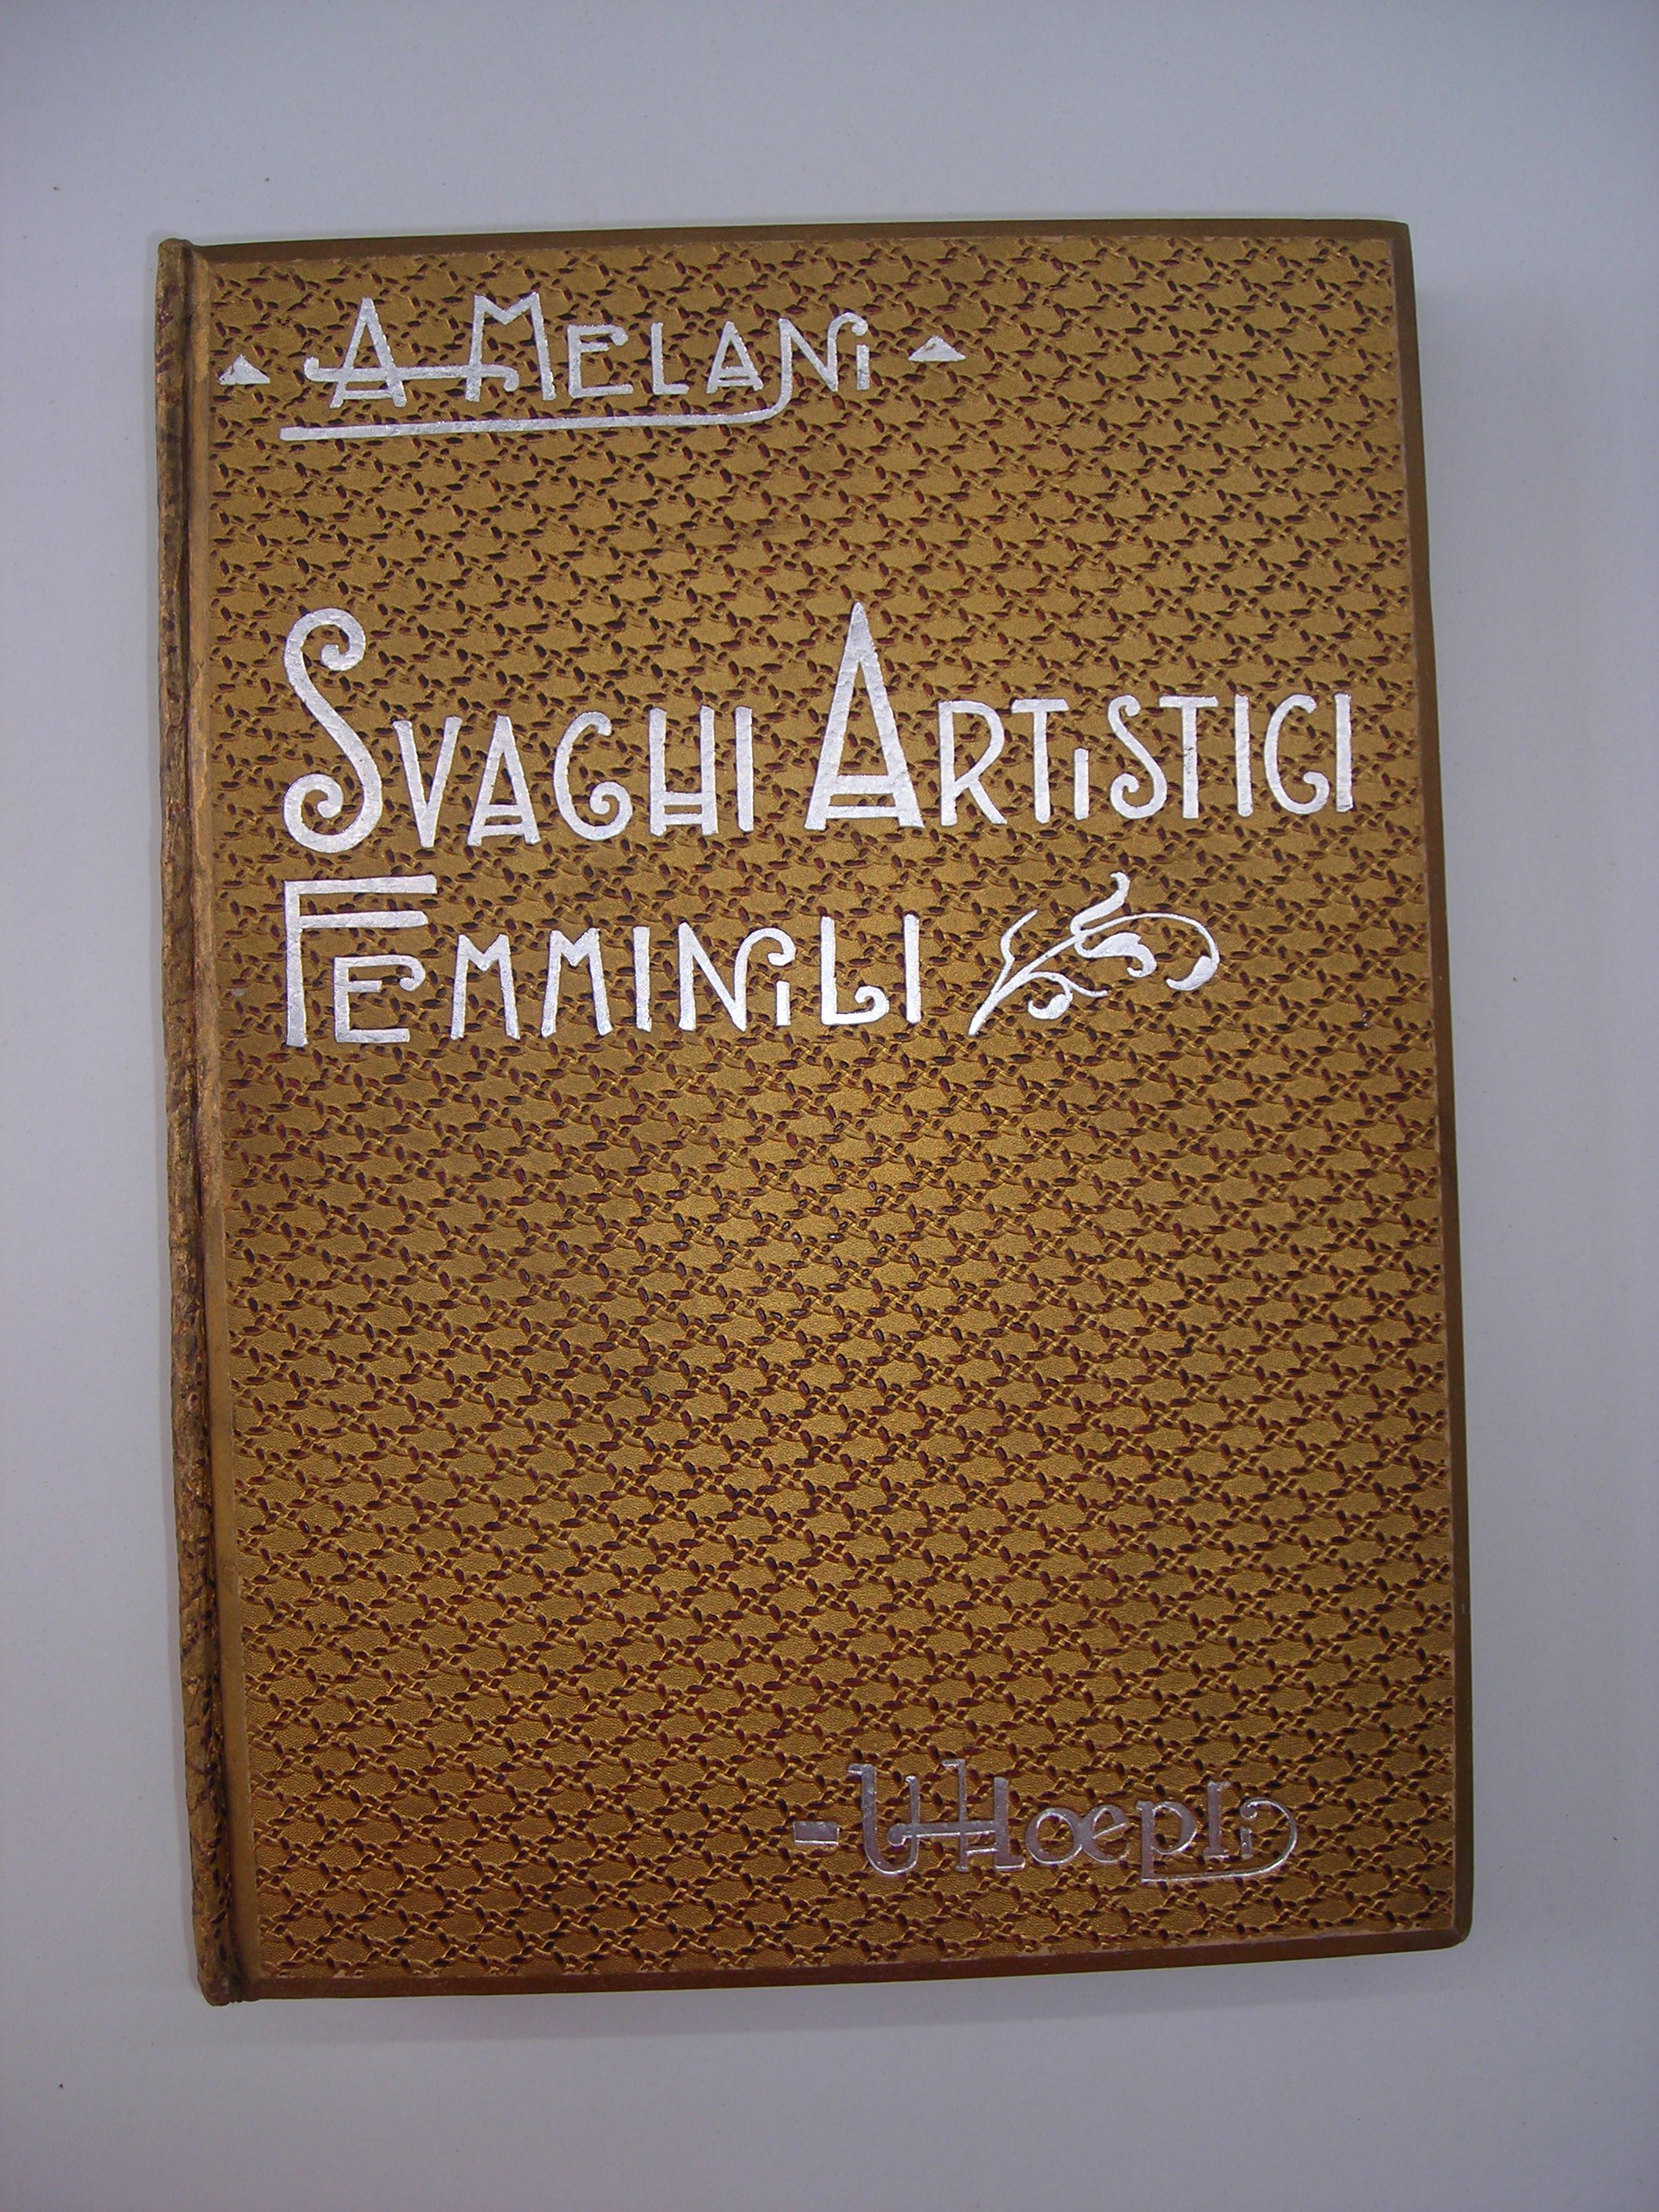 A MELANI
SVAGHI ARTISTICI
FEMMINILI
U Hoepli